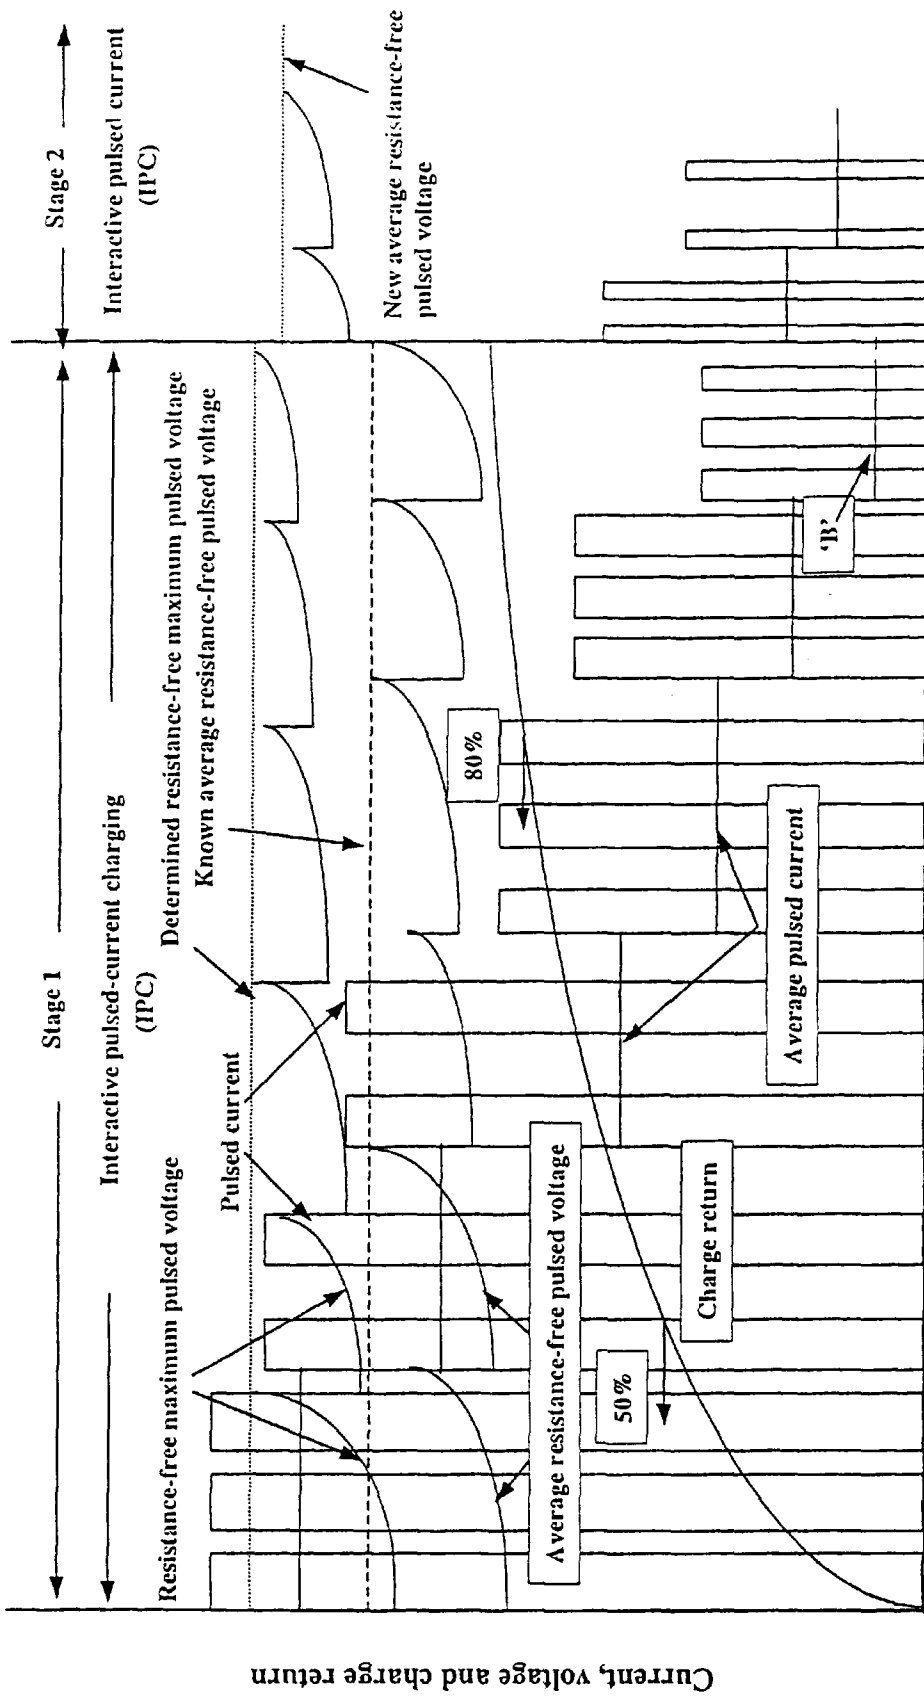 Stage 1
Stage 2
Interactive pulsed-current charging
(IPC)
Interactive pulsed current
(IPC)
Resistance-free maximum pulsed voltage
Pulsed current
Determined resistance-free maximum pulsed voltage
Known average resistance-free pulsed voltage
New average resistance-free
pulsed voltage
80%
50%
Average resistance-free pulsed voltage
Charge return
Average pulsed current
'B'
Current, voltage and charge return